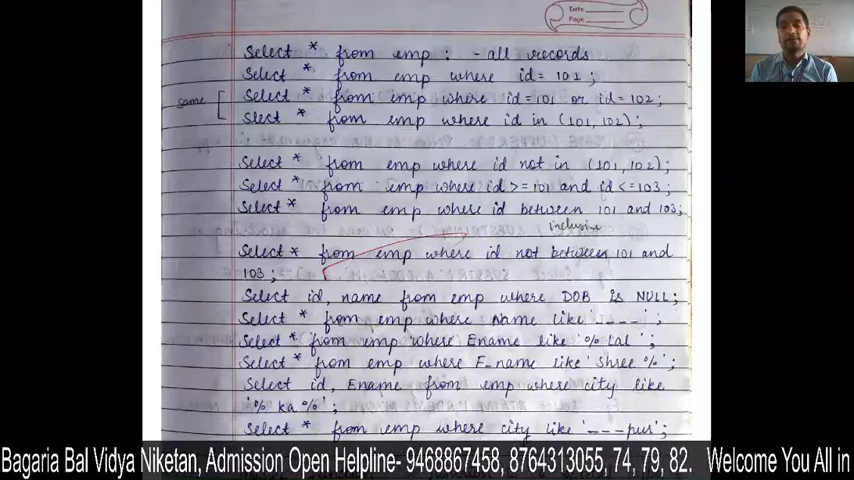 Date
Page
Select * from emp ; - all records
Select * from emp where id = 101 ;
same [ Select * from emp where id = 101 or id = 102 ;
Slect * from emp where id in (101, 102) ;
Select * from emp where id not in (101, 102) ;
Select * from emp where id >= 101 and id <= 103 ;
Select * from emp where id between 101 and 103 ;
inclusive
Select * from emp where id not between 101 and
103 ;
Select id, name from emp where DOB is NULL ;
Select * from emp where Name like '_ _ _ _' ;
Select * from emp where Ename like '% Lal' ;
Select * from emp where E_name like 'Shree %' ;
Select id, Ename from emp where city like
'% ka %' ;
Select * from emp where city like '_ _ _ pur' ;
Bagaria Bal Vidya Niketan, Admission Open Helpline- 9468867458, 8764313055, 74, 79, 82. Welcome You All in